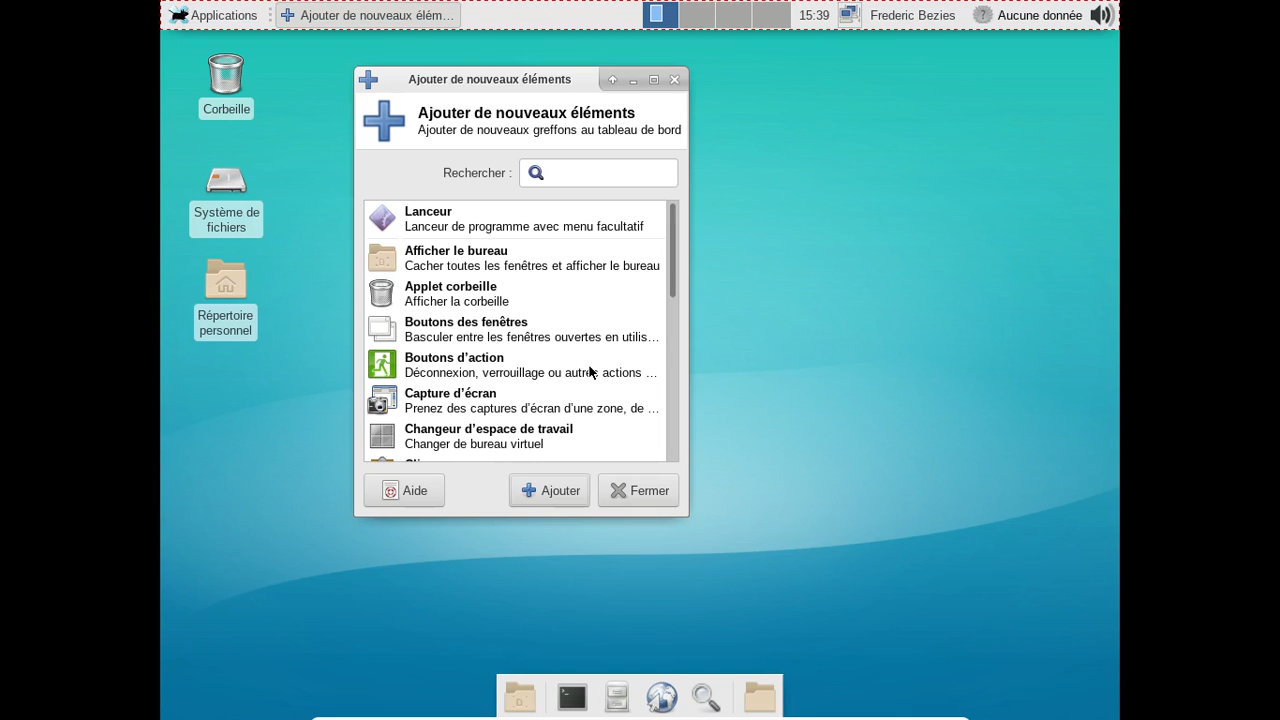 Applications
Ajouter de nouveaux élém...
15:39
Frederic Bezies
Aucune donnée
Corbeille
Système de
fichiers
Répertoire
personnel
Ajouter de nouveaux éléments
Ajouter de nouveaux éléments
Ajouter de nouveaux greffons au tableau de bord
Rechercher :
Lanceur
Lanceur de programme avec menu facultatif
Afficher le bureau
Cacher toutes les fenêtres et afficher le bureau
Applet corbeille
Afficher la corbeille
Boutons des fenêtres
Basculer entre les fenêtres ouvertes en utilis...
Boutons d’action
Déconnexion, verrouillage ou autres actions ...
Capture d’écran
Prenez des captures d’écran d’une zone, de ...
Changeur d’espace de travail
Changer de bureau virtuel
Aide
Ajouter
Fermer